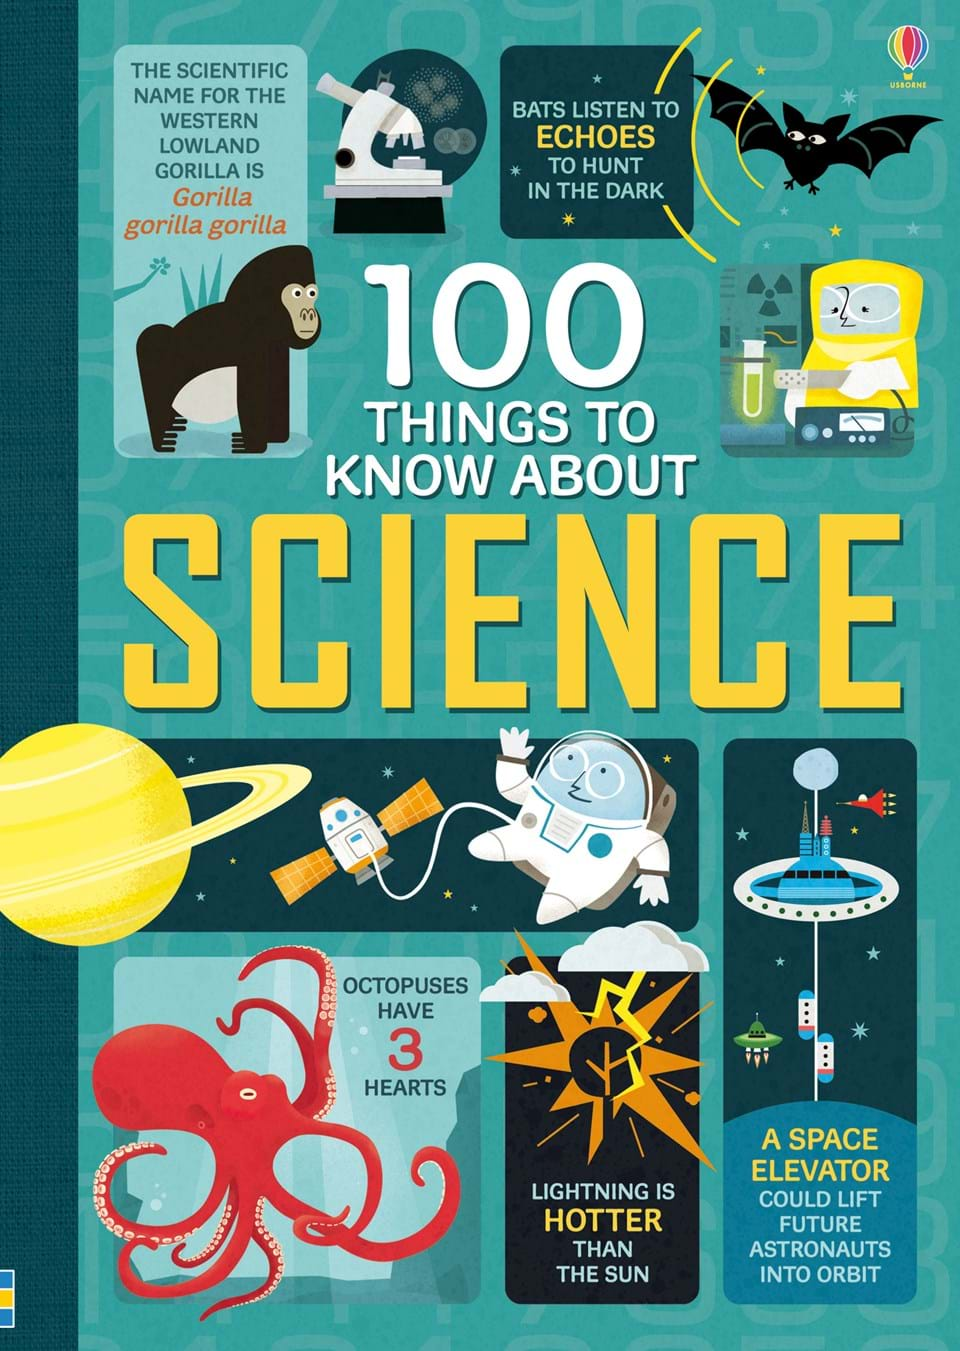 THE SCIENTIFIC
NAME FOR THE
WESTERN
LOWLAND
GORILLA IS
Gorilla
gorilla gorilla
BATS LISTEN TO
ECHOES
TO HUNT
IN THE DARK
USBORNE
100
THINGS TO
KNOW ABOUT
SCIENCE
OCTOPUSES
HAVE
3
HEARTS
LIGHTNING IS
HOTTER
THAN
THE SUN
A SPACE
ELEVATOR
COULD LIFT
FUTURE
ASTRONAUTS
INTO ORBIT